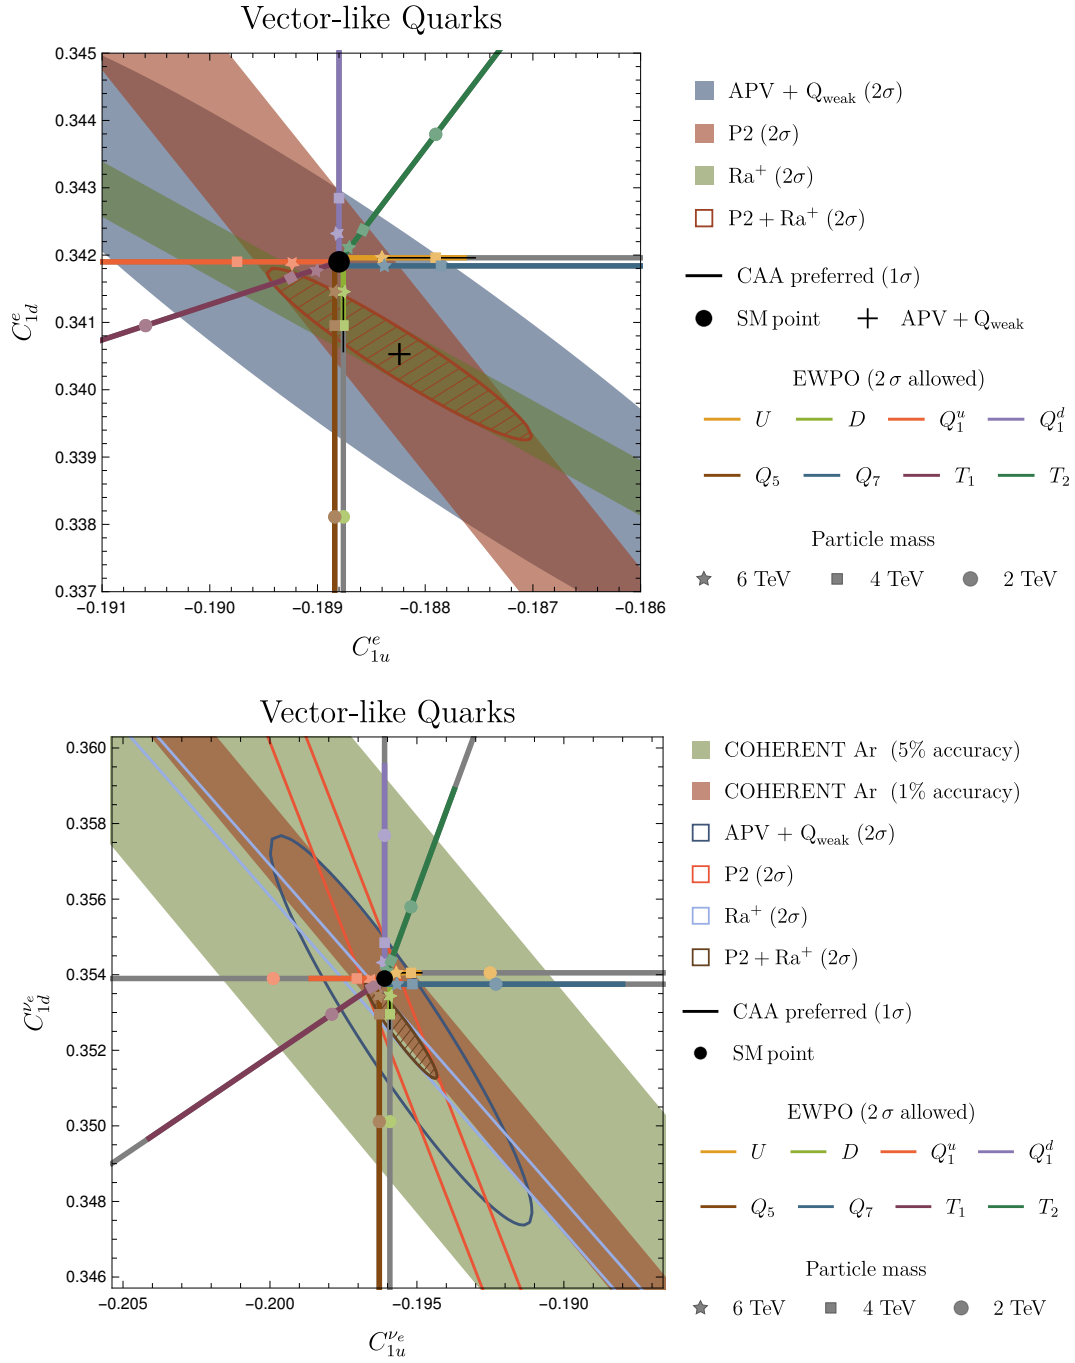 Vector-like Quarks
0.345
0.344
0.343
0.342
0.341
0.340
0.339
0.338
0.337
C^e_{1d}
−0.191 −0.190 −0.189 −0.188 −0.187 −0.186
C^e_{1u}
APV + Q_weak (2σ)
P2 (2σ)
Ra⁺ (2σ)
P2 + Ra⁺ (2σ)
CAA preferred (1σ)
SM point APV + Q_weak
EWPO (2 σ allowed)
U D Q^u_1 Q^d_1
Q_5 Q_7 T_1 T_2
Particle mass
6 TeV 4 TeV 2 TeV
Vector-like Quarks
0.360
0.358
0.356
0.354
0.352
0.350
0.348
0.346
C^{ν_e}_{1d}
−0.205 −0.200 −0.195 −0.190
C^{ν_e}_{1u}
COHERENT Ar (5% accuracy)
COHERENT Ar (1% accuracy)
APV + Q_weak (2σ)
P2 (2σ)
Ra⁺ (2σ)
P2 + Ra⁺ (2σ)
CAA preferred (1σ)
SM point
EWPO (2 σ allowed)
U D Q^u_1 Q^d_1
Q_5 Q_7 T_1 T_2
Particle mass
6 TeV 4 TeV 2 TeV